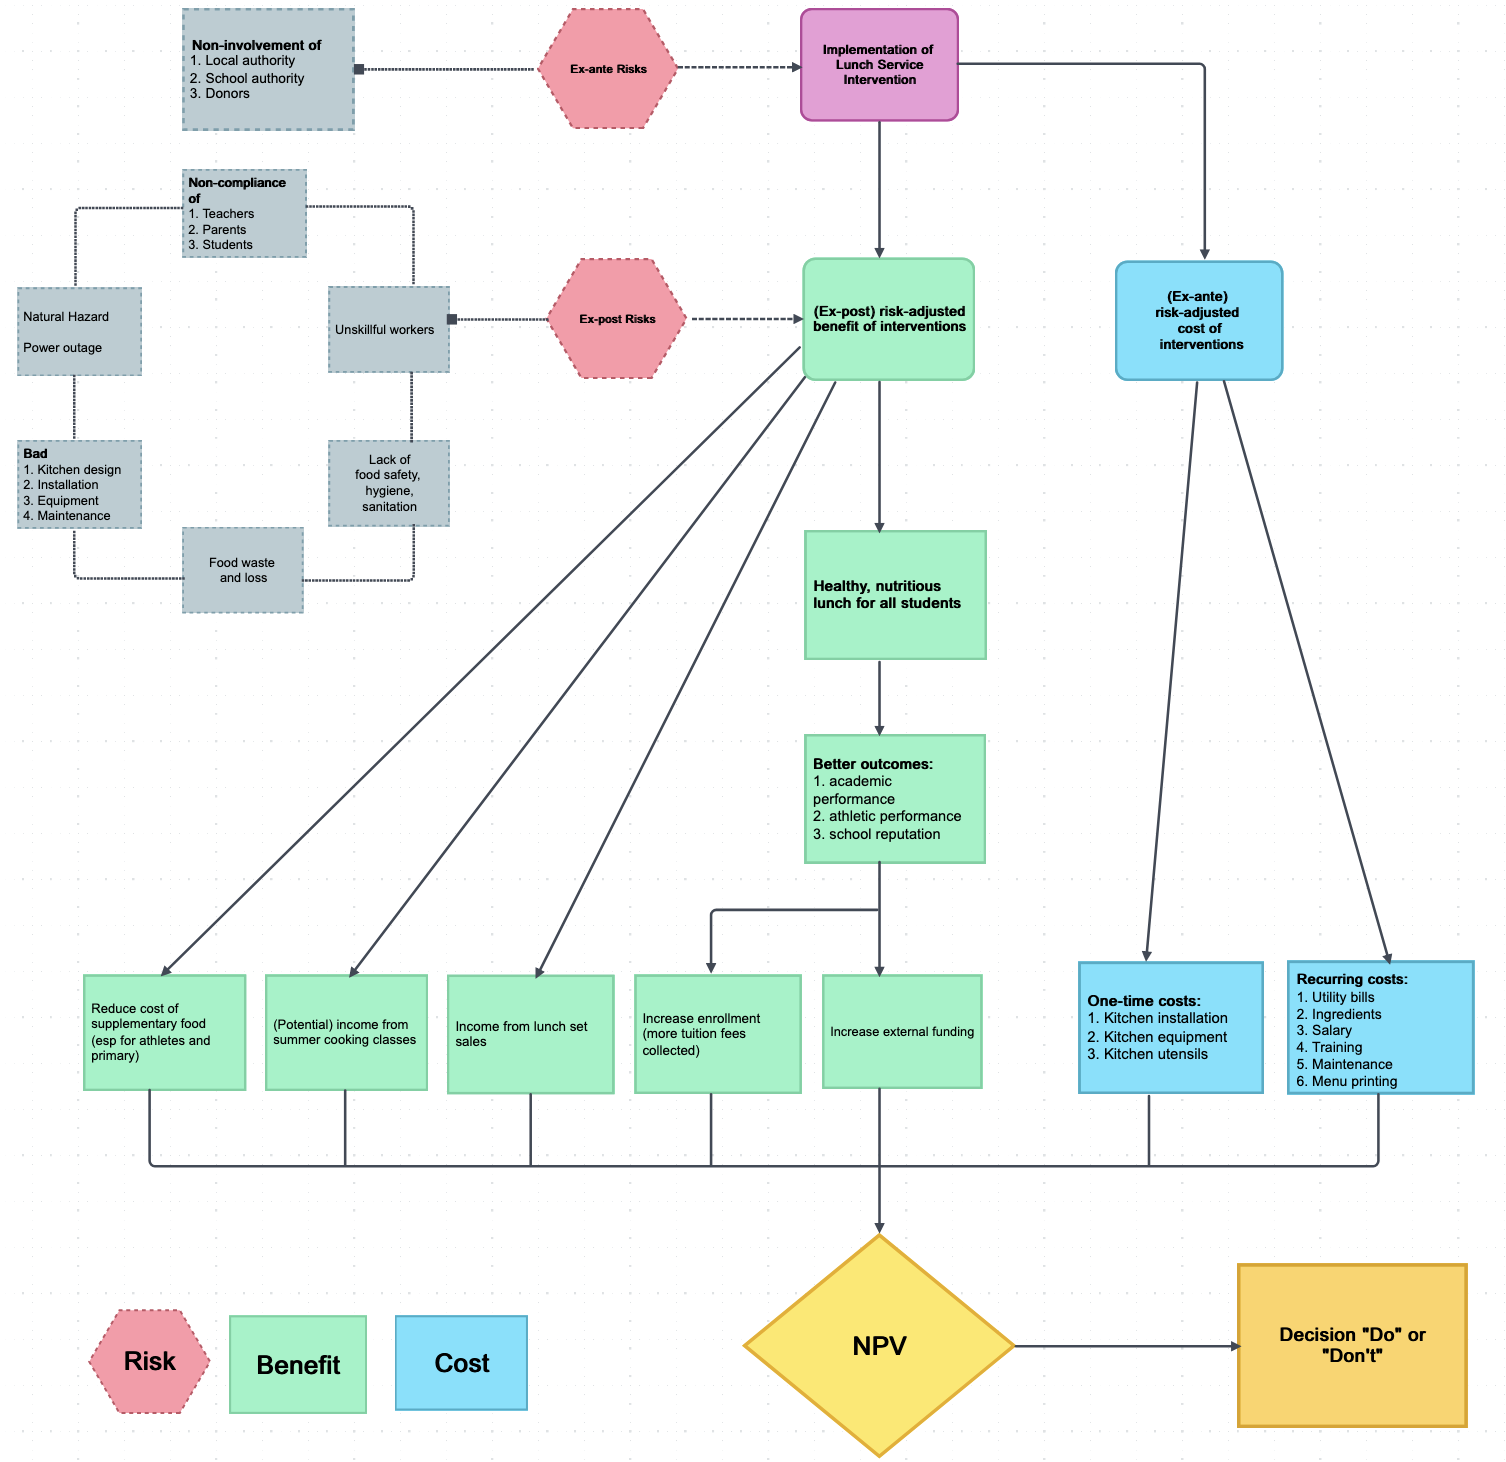 Non-involvement of
1. Local authority
2. School authority
3. Donors
Ex-ante Risks
Implementation of
Lunch Service
Intervention
Non-compliance
of
1. Teachers
2. Parents
3. Students
Natural Hazard
Power outage
Unskillful workers
Ex-post Risks
(Ex-post) risk-adjusted
benefit of interventions
(Ex-ante)
risk-adjusted
cost of
interventions
Bad
1. Kitchen design
2. Installation
3. Equipment
4. Maintenance
Lack of
food safety,
hygiene,
sanitation
Food waste
and loss
Healthy, nutritious
lunch for all students
Better outcomes:
1. academic
performance
2. athletic performance
3. school reputation
Reduce cost of
supplementary food
(esp for athletes and
primary)
(Potential) income from
summer cooking classes
Income from lunch set
sales
Increase enrollment
(more tuition fees
collected)
Increase external funding
One-time costs:
1. Kitchen installation
2. Kitchen equipment
3. Kitchen utensils
Recurring costs:
1. Utility bills
2. Ingredients
3. Salary
4. Training
5. Maintenance
6. Menu printing
NPV
Decision "Do" or
"Don't"
Risk
Benefit
Cost